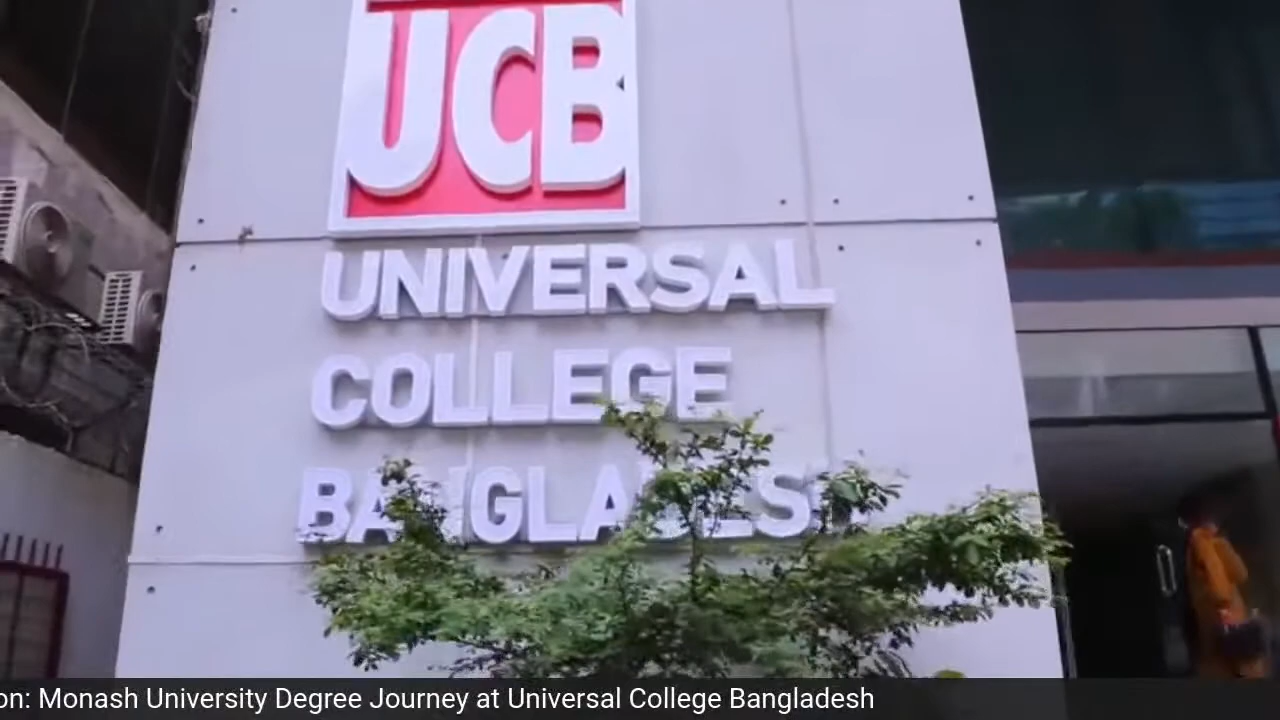 UCB
UNIVERSAL
COLLEGE
BANGLADESH
on: Monash University Degree Journey at Universal College Bangladesh